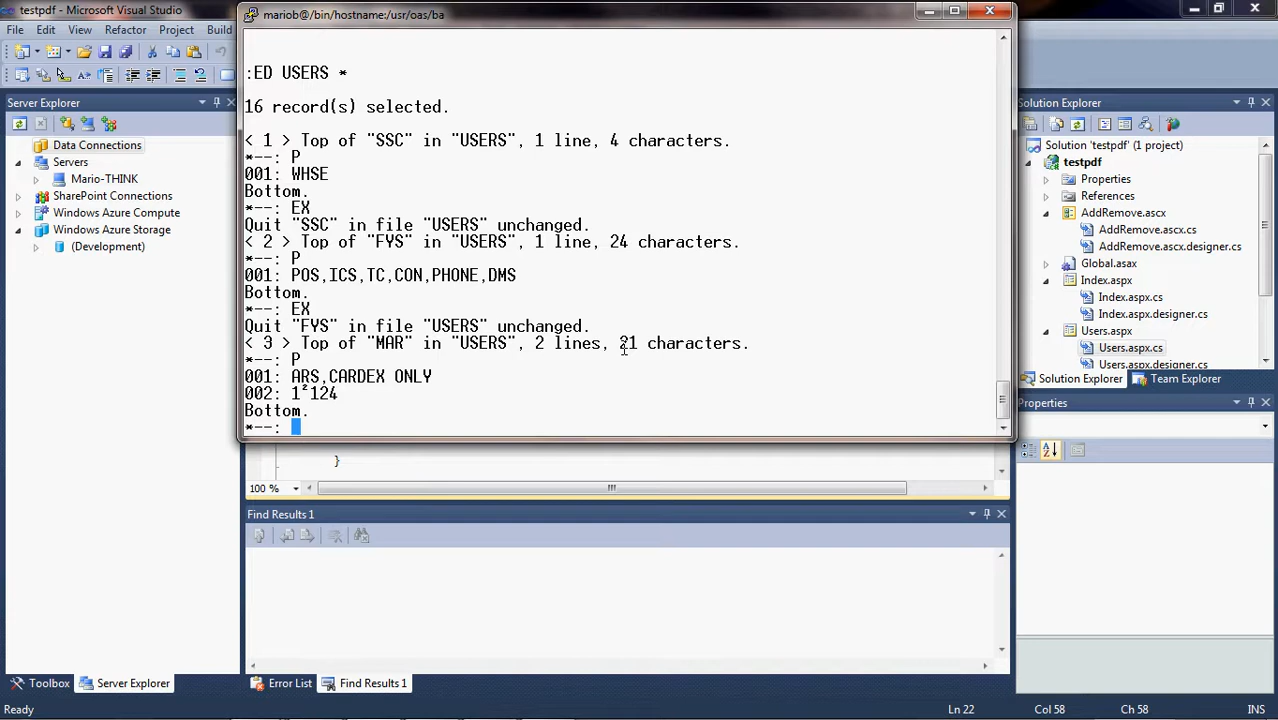 testpdf - Microsoft Visual Studio
mariob@/bin/hostname:/usr/oas/ba
File Edit View Refactor Project Build
Server Explorer
Data Connections
Servers
Mario-THINK
SharePoint Connections
Windows Azure Compute
Windows Azure Storage
(Development)
:ED USERS *
16 record(s) selected.
< 1 > Top of "SSC" in "USERS", 1 line, 4 characters.
*--: P
001: WHSE
Bottom.
*--: EX
Quit "SSC" in file "USERS" unchanged.
< 2 > Top of "FYS" in "USERS", 1 line, 24 characters.
*--: P
001: POS,ICS,TC,CON,PHONE,DMS
Bottom.
*--: EX
Quit "FYS" in file "USERS" unchanged.
< 3 > Top of "MAR" in "USERS", 2 lines, 21 characters.
*--: P
001: ARS,CARDEX ONLY
002: 1²124
Bottom.
*--:
}
100 %
Find Results 1
Solution Explorer
Solution 'testpdf' (1 project)
testpdf
Properties
References
AddRemove.ascx
AddRemove.ascx.cs
AddRemove.ascx.designer.cs
Global.asax
Index.aspx
Index.aspx.cs
Index.aspx.designer.cs
Users.aspx
Users.aspx.cs
Users.aspx.designer.cs
Solution Explorer Team Explorer
Properties
Toolbox Server Explorer Error List Find Results 1
Ready Ln 22 Col 58 Ch 58 INS